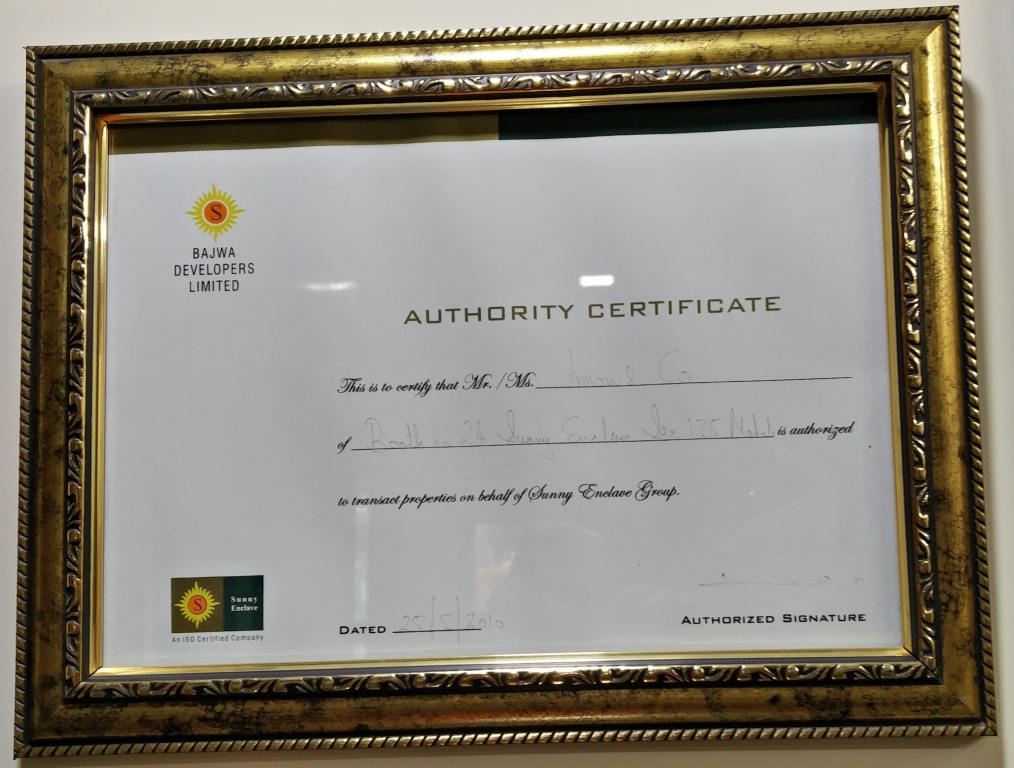 S
BAJWA
DEVELOPERS
LIMITED
AUTHORITY CERTIFICATE
This is to certify that Mr. / Ms. & Co.
of Booth no 24 Sunny Enclave Sec 125 Mohali is authorized
to transact properties on behalf of Sunny Enclave Group.
S
Sunny
Enclave
An ISO Certified Company
DATED 25/5/2010
AUTHORIZED SIGNATURE